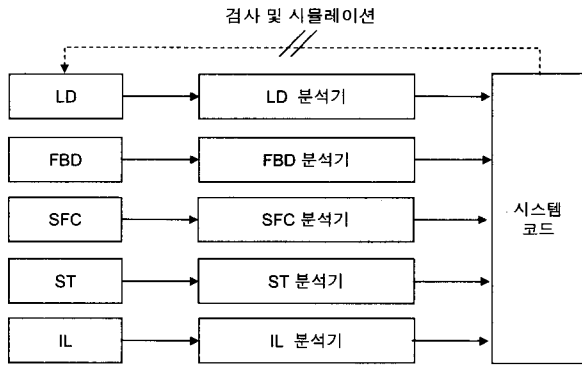 검사 및 시뮬레이션
LD
LD 분석기
FBD
FBD 분석기
SFC
SFC 분석기
ST
ST 분석기
IL
IL 분석기
시스템
코드